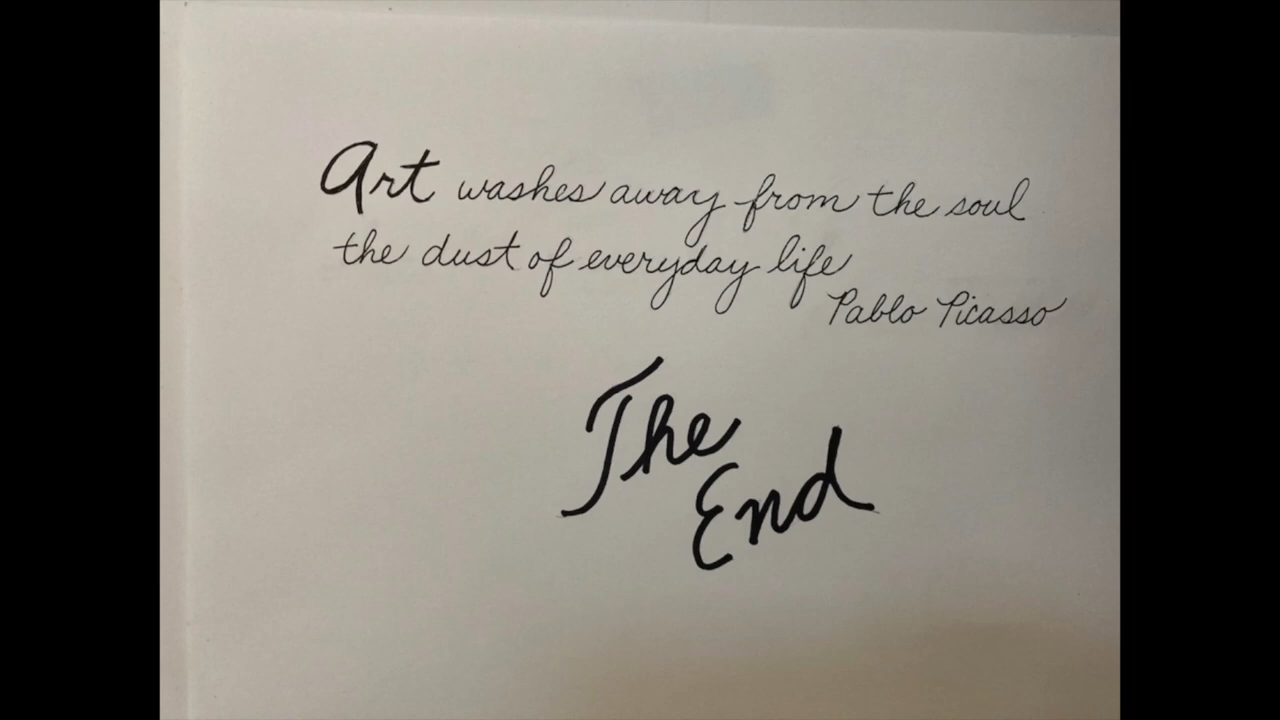 Art washes away from the soul
the dust of everyday life
Pablo Picasso
The
End